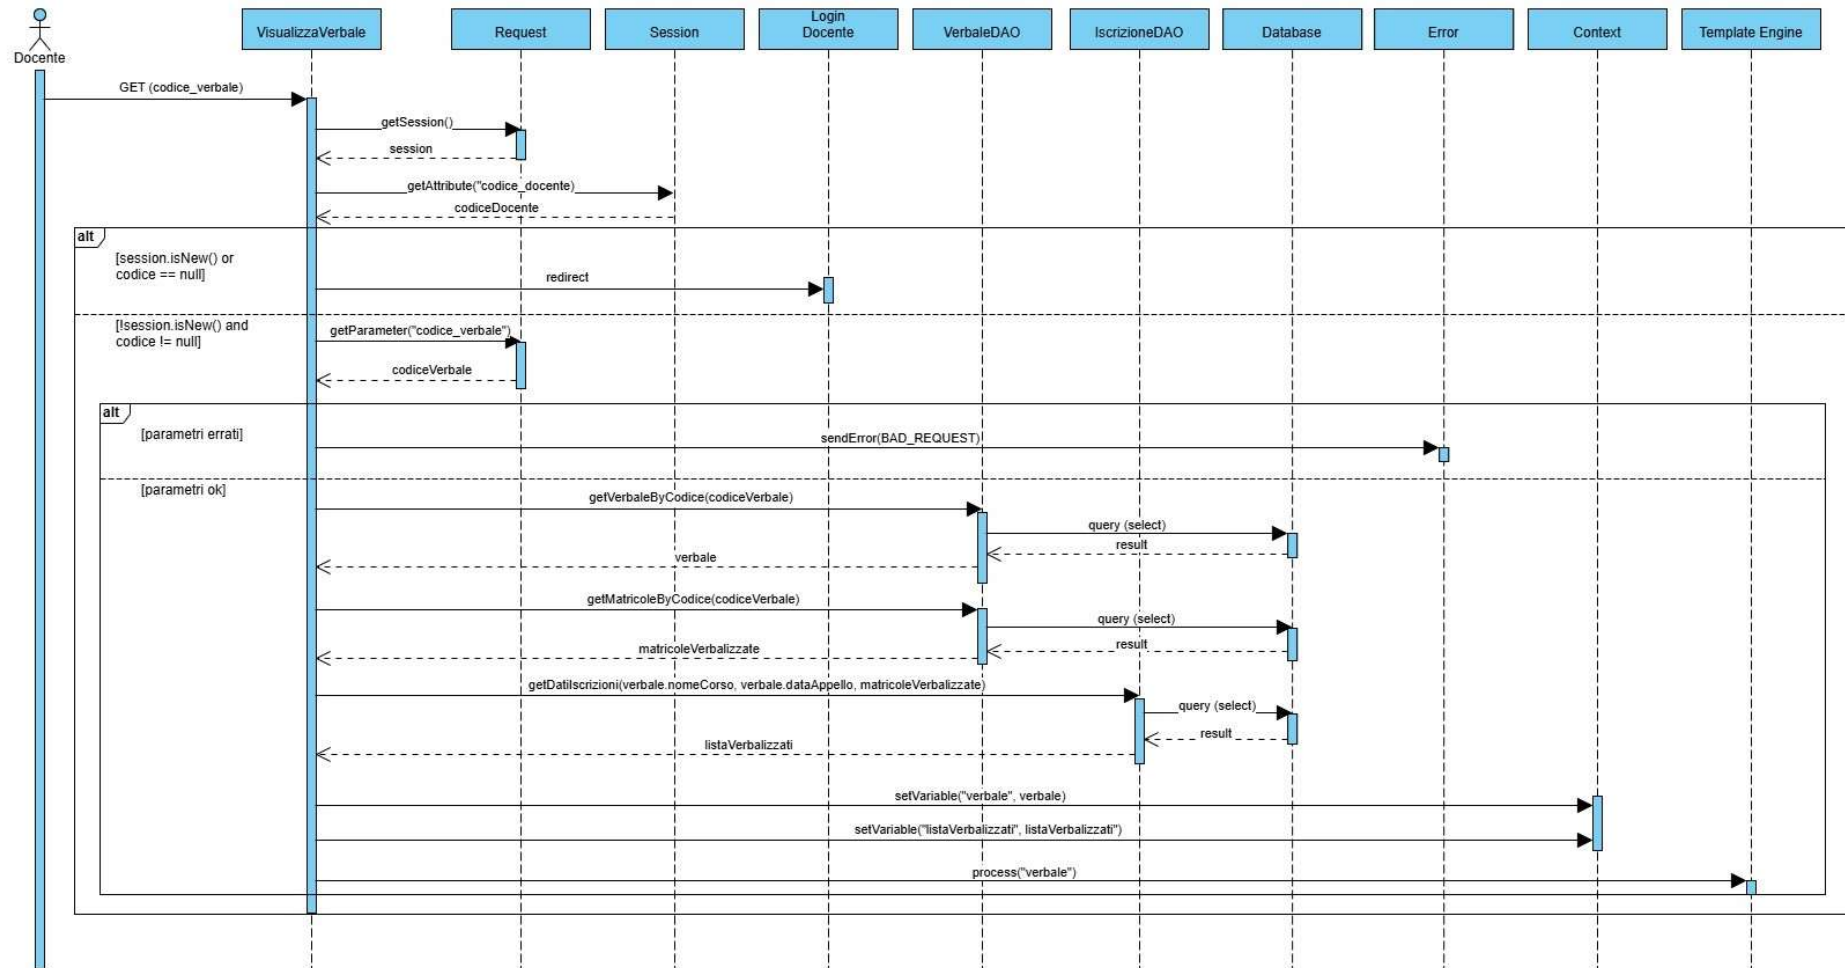 Docente
VisualizzaVerbale
Request
Session
Login
Docente
VerbaleDAO
IscrizioneDAO
Database
Error
Context
Template Engine
GET (codice_verbale)
getSession()
session
getAttribute("codice_docente)
codiceDocente
alt
[session.isNew() or
codice == null]
redirect
[!session.isNew() and
codice != null]
getParameter("codice_verbale")
codiceVerbale
alt
[parametri errati]
sendError(BAD_REQUEST)
[parametri ok]
getVerbaleByCodice(codiceVerbale)
query (select)
result
verbale
getMatricoleByCodice(codiceVerbale)
query (select)
result
matricoleVerbalizzate
getDatiIscrizioni(verbale.nomeCorso, verbale.dataAppello, matricoleVerbalizzate)
query (select)
result
listaVerbalizzati
setVariable("verbale", verbale)
setVariable("listaVerbalizzati", listaVerbalizzati")
process("verbale")